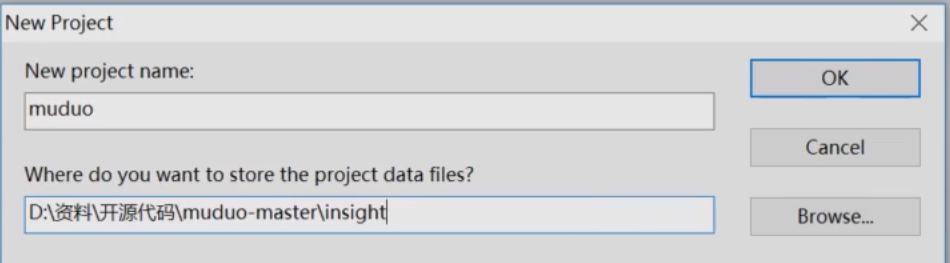 New Project
New project name:
OK
muduo
Cancel
Where do you want to store the project data files?
D:\资料\开源代码\muduo-master\insight
Browse...